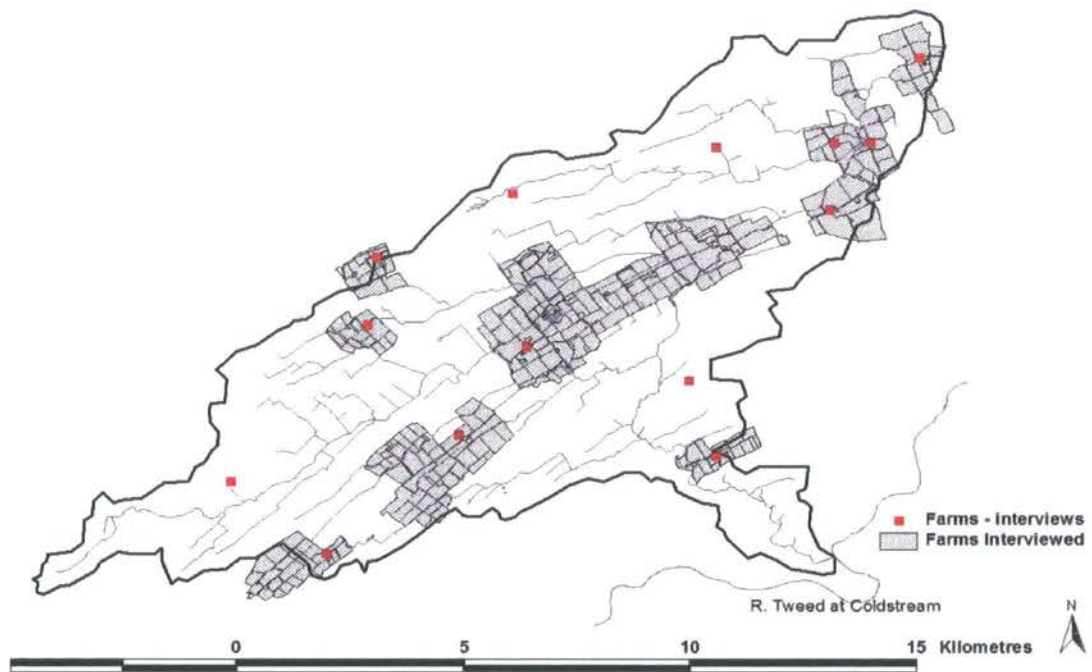 Farms - interviews
Farms Interviewed
R. Tweed at Coldstream
N
0 5 10 15 Kilometres